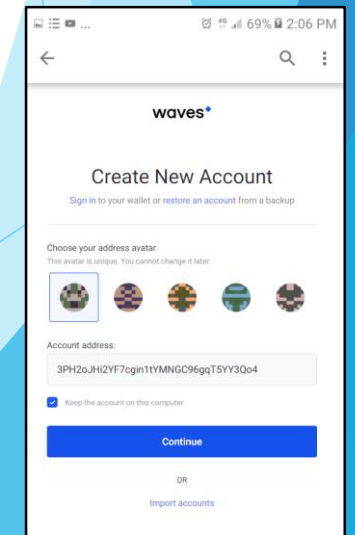 ... 4G 69% 2:06 PM
waves
Create New Account
Sign in to your wallet or restore an account from a backup
Choose your address avatar
This avatar is unique. You cannot change it later.
Account address:
3PH2oJHi2YF7cgin1tYMNGC96gqT5YY3Qo4
Keep the account on this computer
Continue
OR
Import accounts